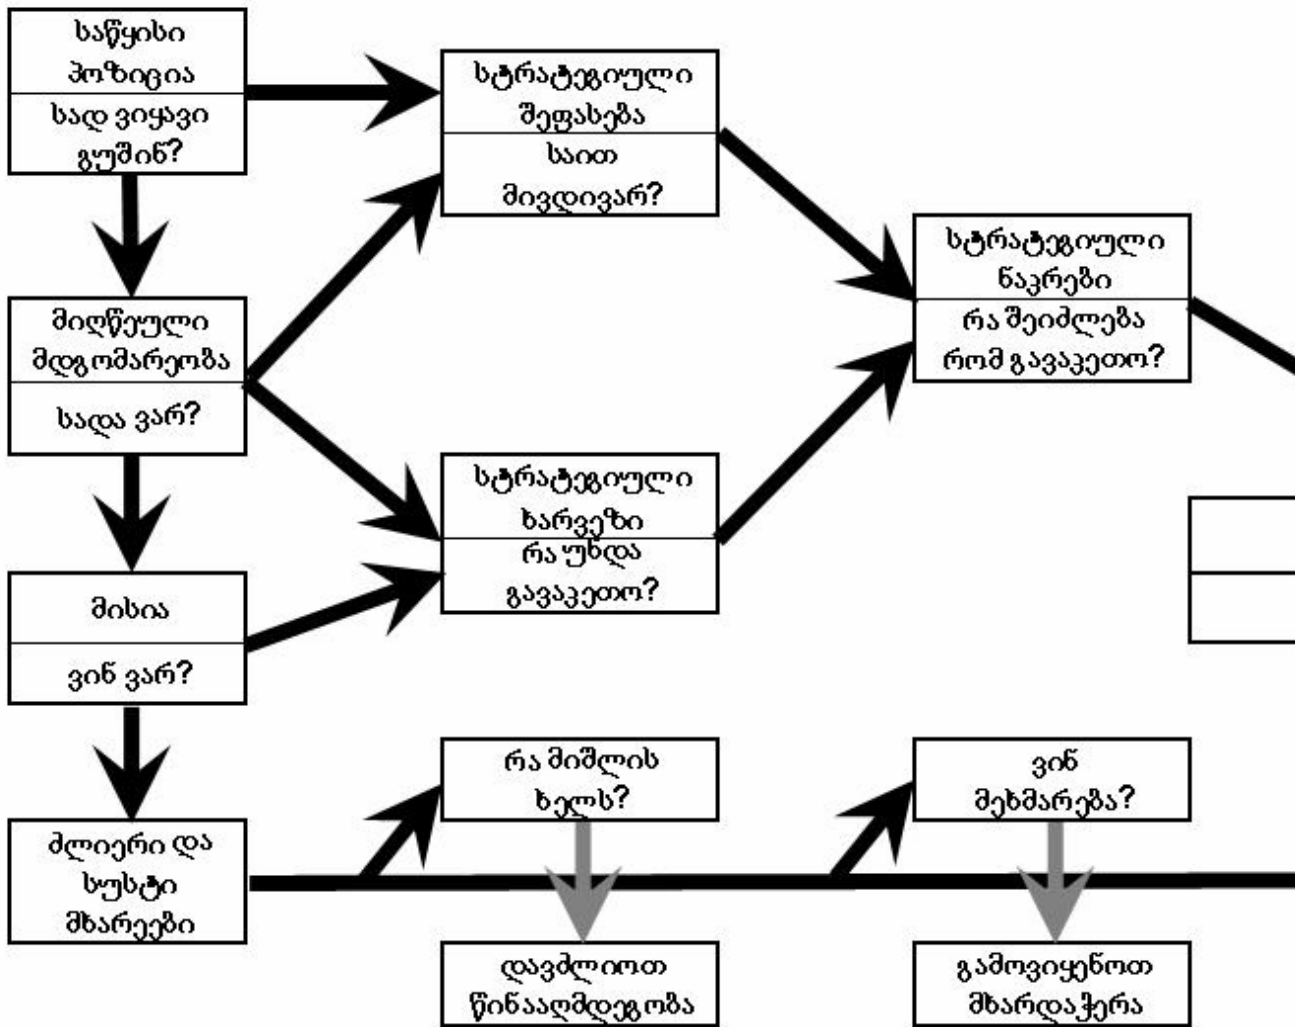 საწყისი
პოზიცია
სად ვიყავი
გუშინ?
სტრატეგიული
შეფასება
საით
მივდივარ?
სტრატეგიული
ნაკრები
რა შეიძლება
რომ გავაკეთო?
მიღწეული
მდგომარეობა
სადა ვარ?
სტრატეგიული
ხარვეზი
რა უნდა
გავაკეთო?
მისია
ვინ ვარ?
ძლიერი და
სუსტი
მხარეები
რა მიშლის
ხელს?
დავძლიოთ
წინააღმდეგობა
ვინ
მეხმარება?
გამოვიყენოთ
მხარდაჭერა